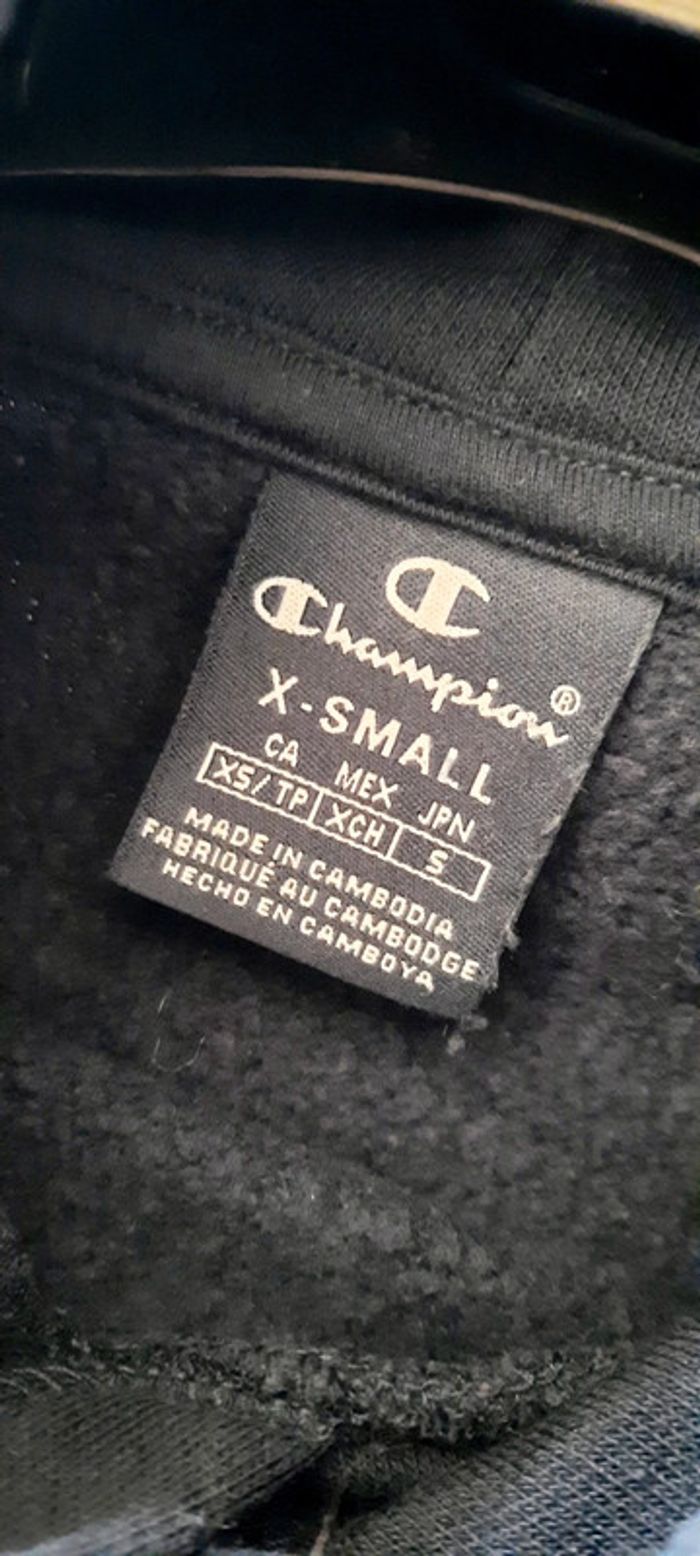 Champion®
X-SMALL
CA MEX JPN
XS/TP XCH S
MADE IN CAMBODIA
FABRIQUÉ AU CAMBODGE
HECHO EN CAMBOYA